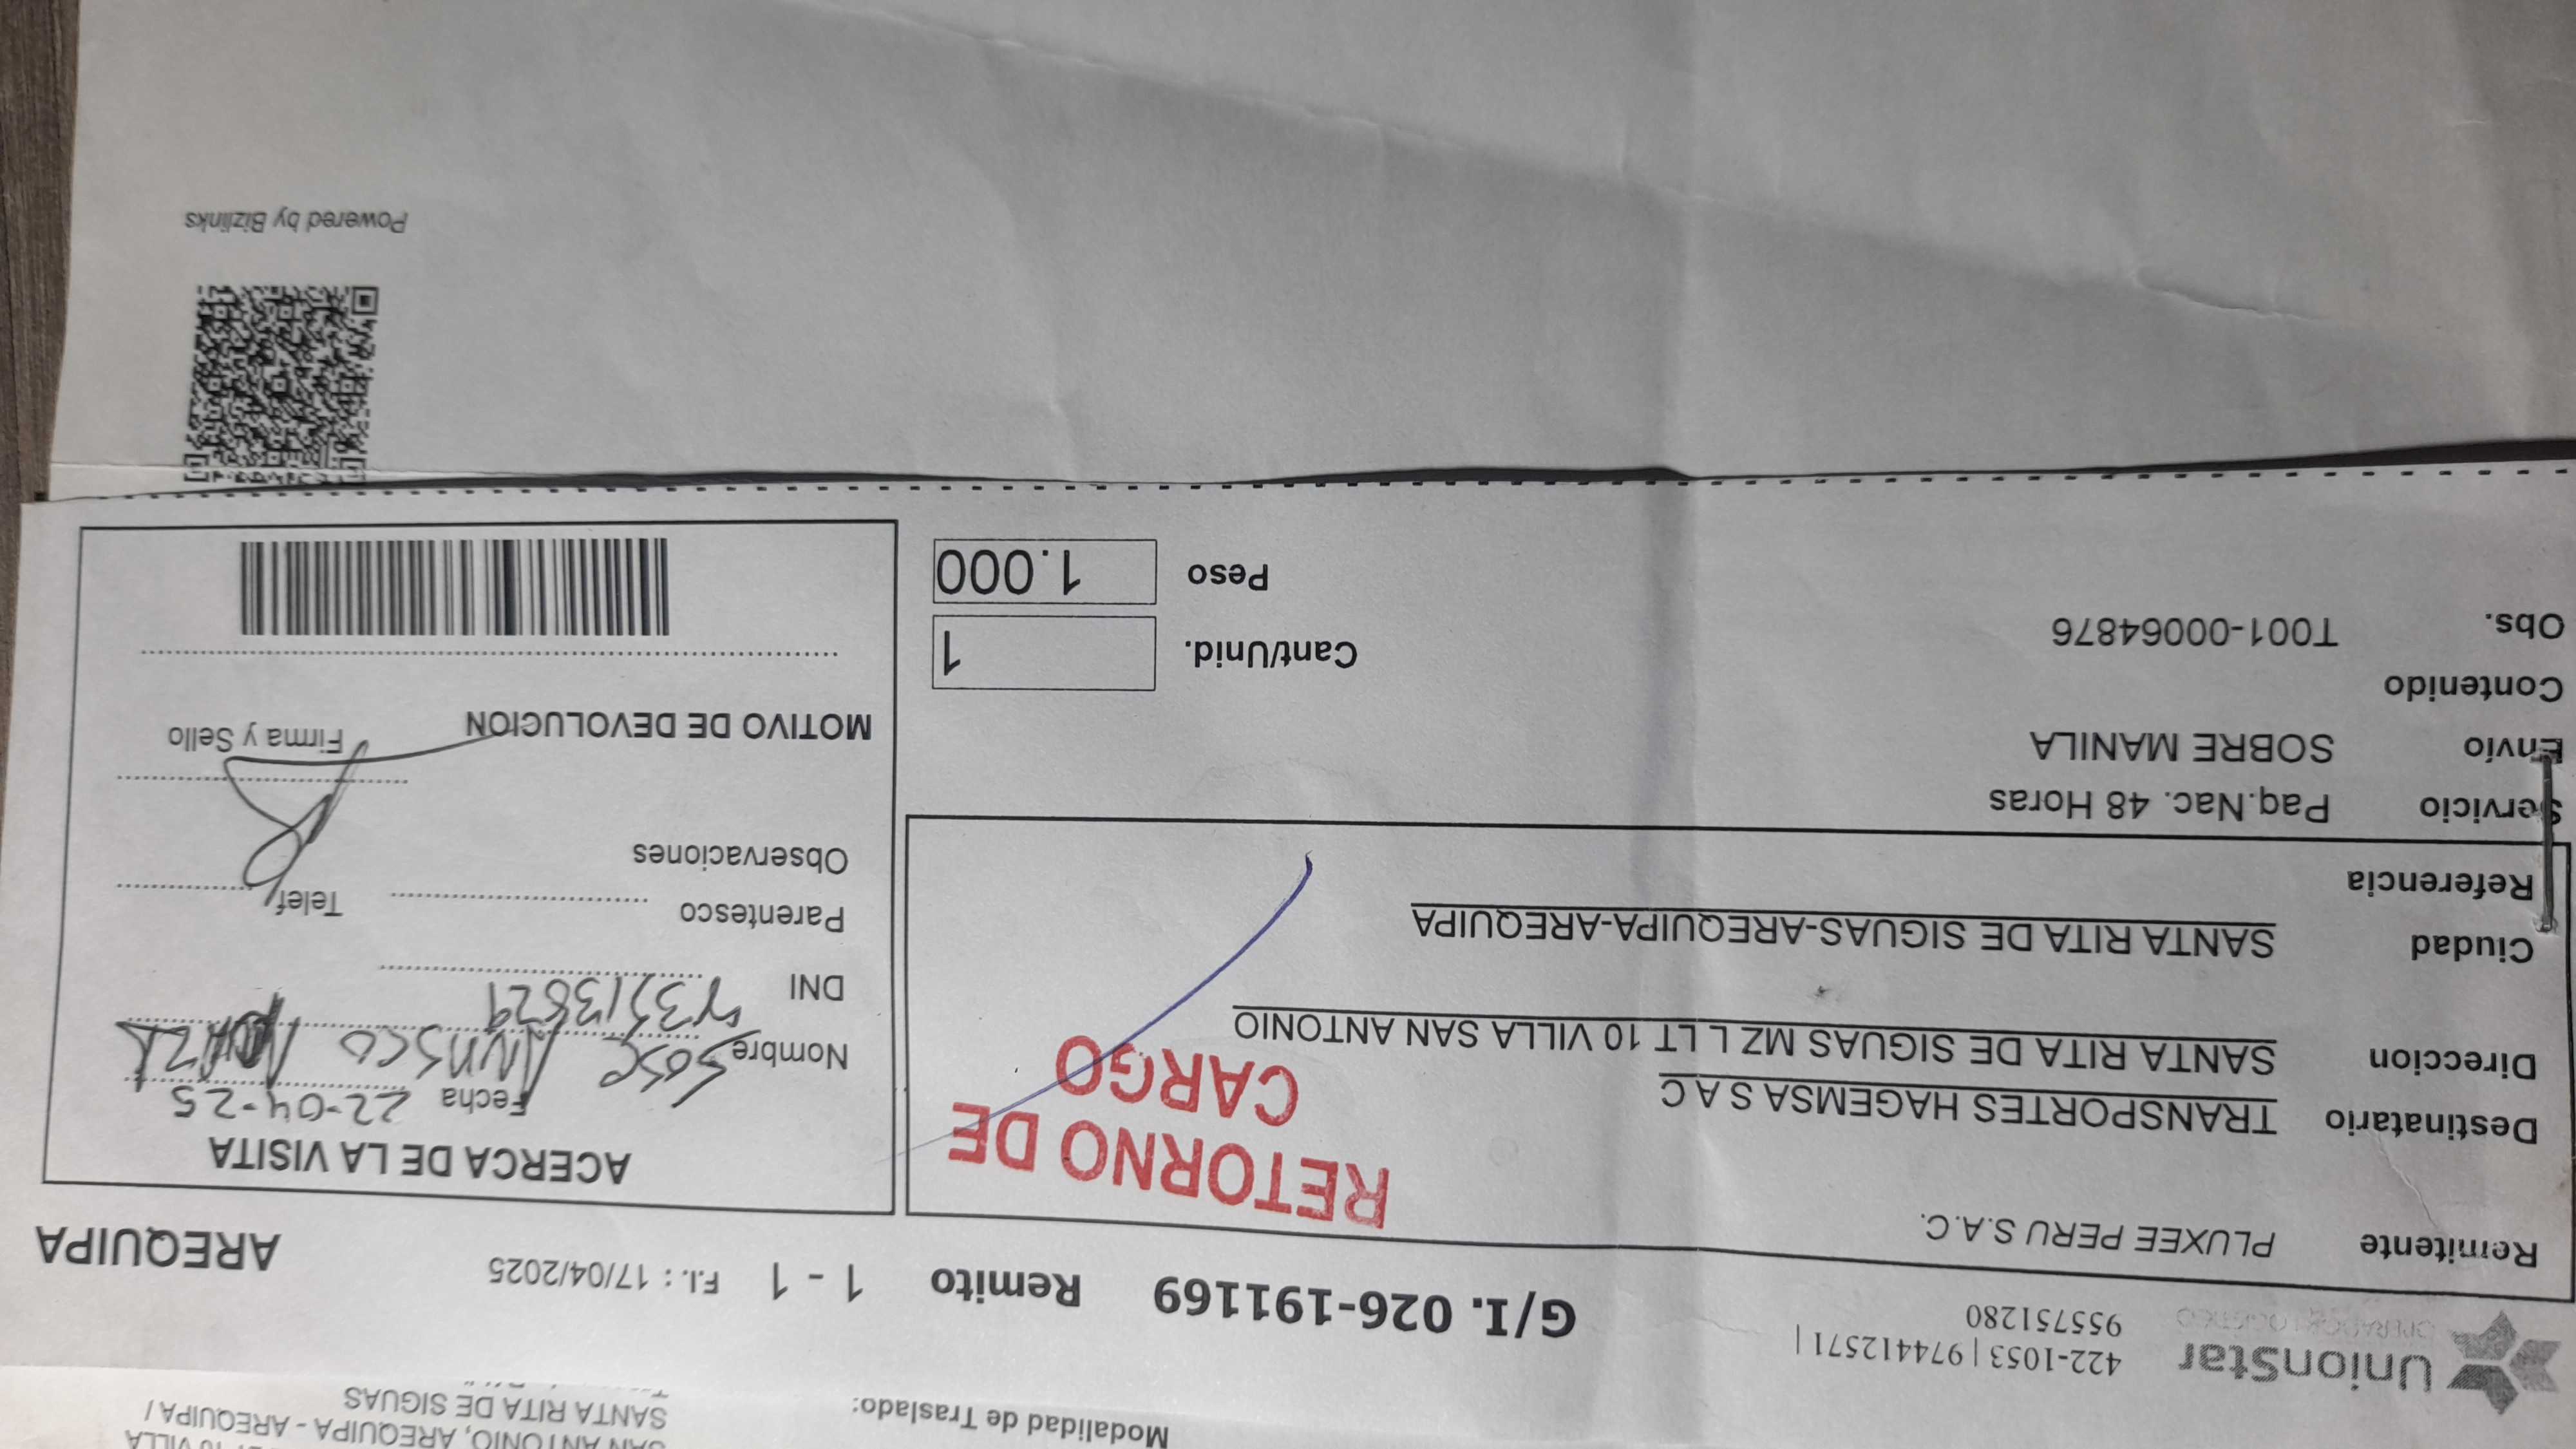 Modalidad de Traslado:
SAN ANTONIO, AREQUIPA - AREQUIPA /
SANTA RITA DE SIGUAS
UnionStar
OPERADOR LOGISTICO
422-1053 | 974412571 |
955751280
G/I. 026-191169 Remito 1 - 1 F.I. : 17/04/2025 AREQUIPA
Remitente PLUXEE PERU S.A.C.
RETORNO DE
CARGO
Destinatario TRANSPORTES HAGEMSA S A C
Direccion SANTA RITA DE SIGUAS MZ L LT 10 VILLA SAN ANTONIO
Ciudad SANTA RITA DE SIGUAS-AREQUIPA-AREQUIPA
Referencia
Servicio Paq.Nac. 48 Horas
Envio SOBRE MANILA
Contenido
Obs. T001-00064876
Cant/Unid. 1
Peso 1.000
ACERCA DE LA VISITA
Fecha 22-04-25
Nombre Jose
DNI
Parentesco Telef
Observaciones
Firma y Sello
MOTIVO DE DEVOLUCION
Powered by Bizlinks